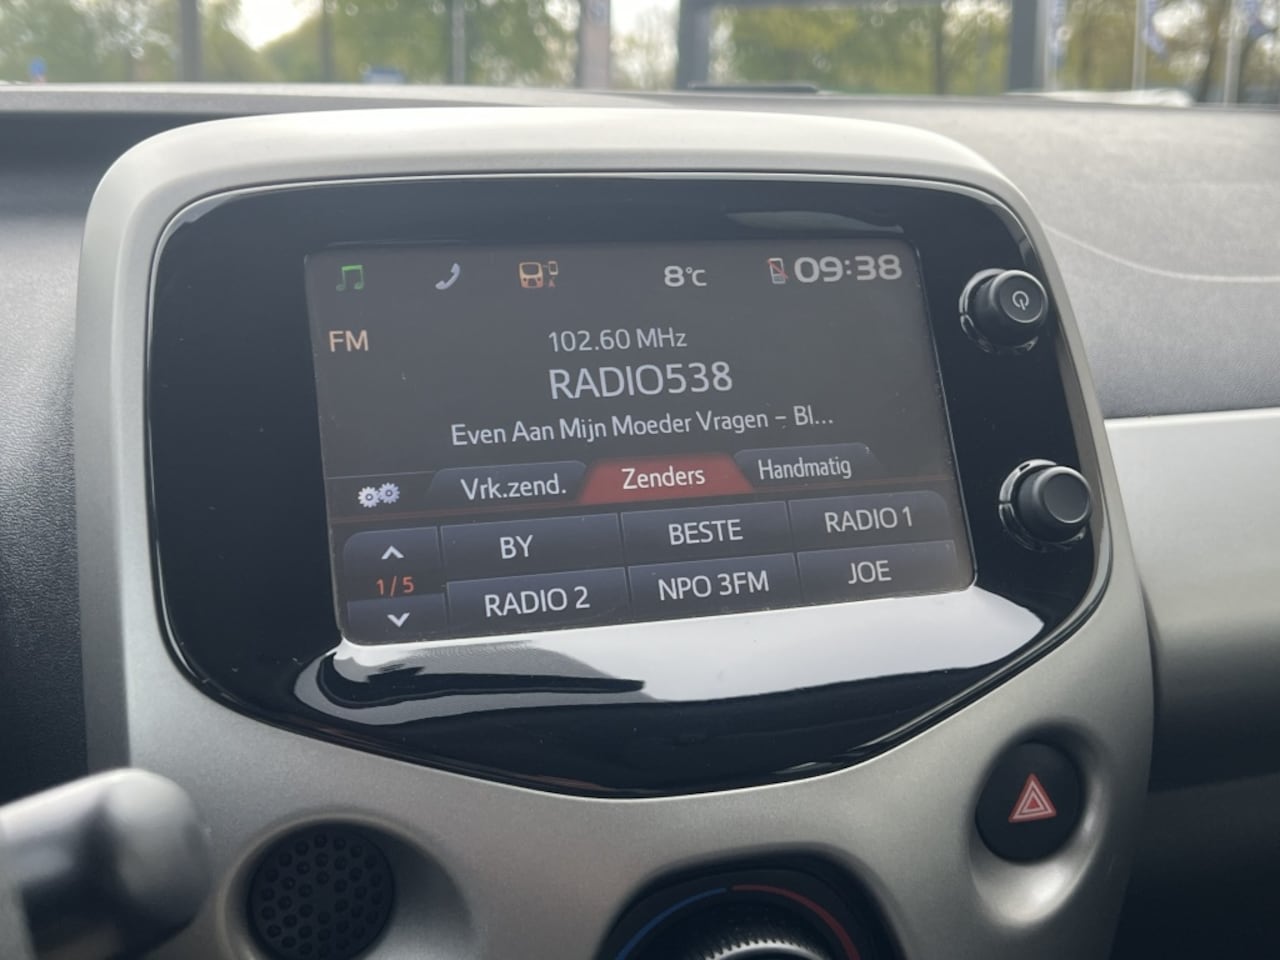 8°C 09:38
FM
102.60 MHz
RADIO538
Even Aan Mijn Moeder Vragen - Bl...
Vrk.zend. Zenders Handmatig
BY BESTE RADIO 1
1/5
RADIO 2 NPO 3FM JOE